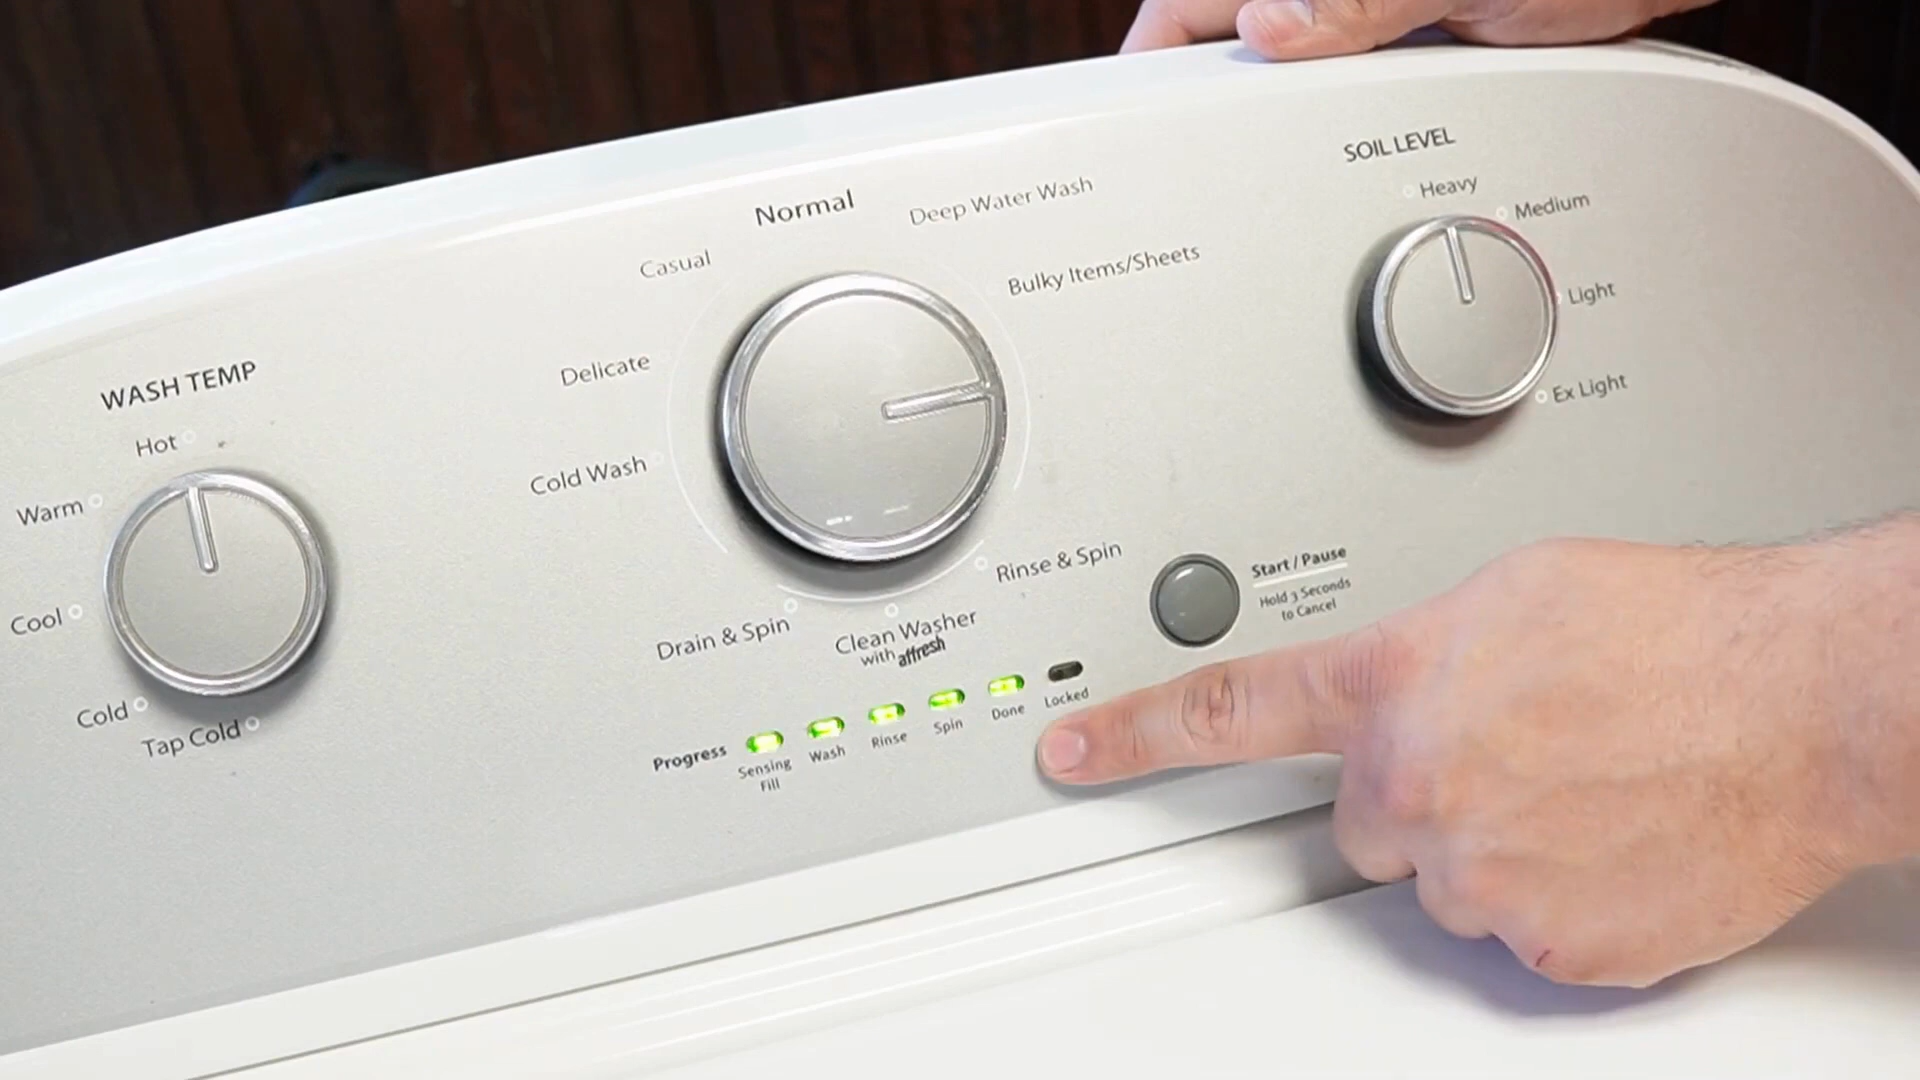 WASH TEMP
Hot
Warm
Cool
Cold
Tap Cold
Normal
Casual
Delicate
Cold Wash
Drain & Spin
Deep Water Wash
Bulky Items/Sheets
Rinse & Spin
Clean Washer
with affresh
SOIL LEVEL
Heavy
Medium
Light
Ex Light
Start / Pause
Hold 3 Seconds
to Cancel
Progress
Sensing
Fill
Wash
Rinse
Spin
Done
Locked